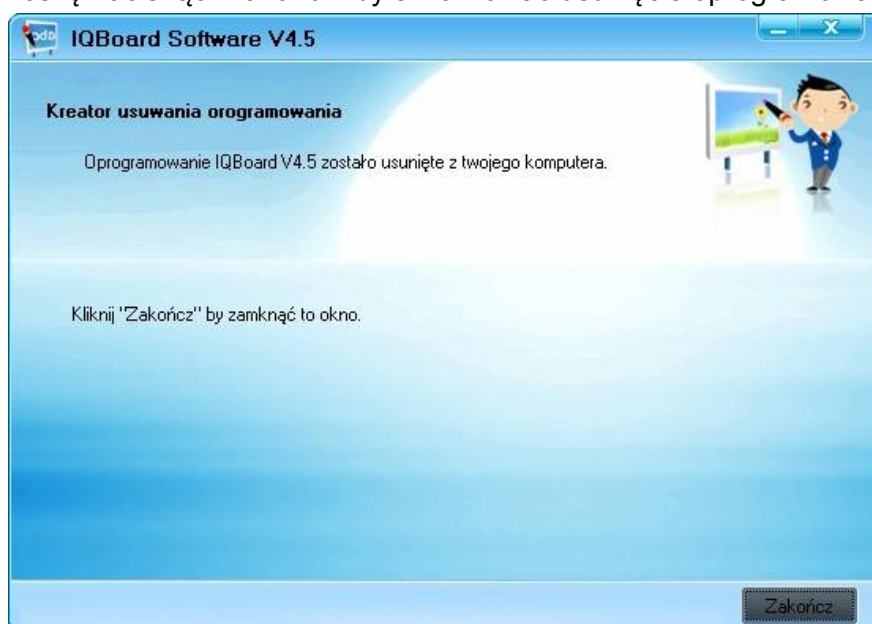 IQBoard Software V4.5
Kreator usuwania orogramowania
Oprogramowanie IQBoard V4.5 zostało usunięte z twojego komputera.
Kliknij "Zakończ" by zamknąć to okno.
Zakończ